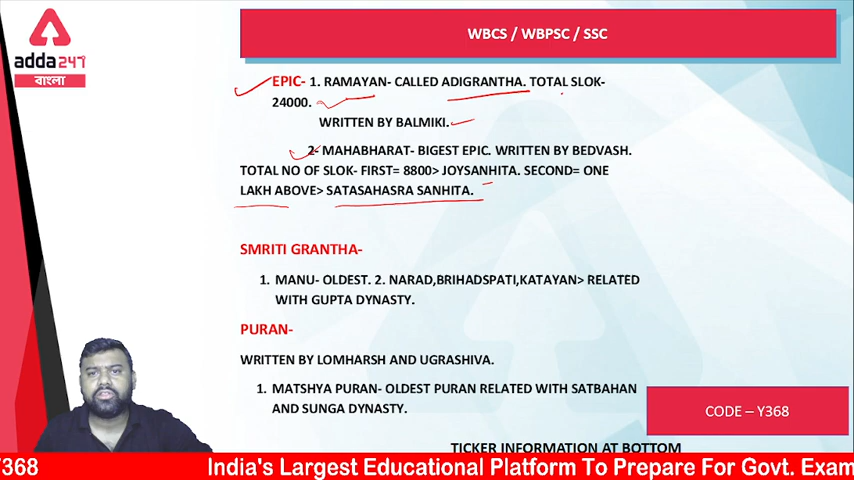 WBCS / WBPSC / SSC
adda247
বাংলা
EPIC- 1. RAMAYAN- CALLED ADIGRANTHA. TOTAL SLOK-
24000.
WRITTEN BY BALMIKI.
2- MAHABHARAT- BIGEST EPIC. WRITTEN BY BEDVASH.
TOTAL NO OF SLOK- FIRST= 8800> JOYSANHITA. SECOND= ONE
LAKH ABOVE> SATASAHASRA SANHITA.
SMRITI GRANTHA-
1. MANU- OLDEST. 2. NARAD,BRIHADSPATI,KATAYAN> RELATED
WITH GUPTA DYNASTY.
PURAN-
WRITTEN BY LOMHARSH AND UGRASHIVA.
1. MATSHYA PURAN- OLDEST PURAN RELATED WITH SATBAHAN
AND SUNGA DYNASTY.
CODE – Y368
TICKER INFORMATION AT BOTTOM
Y368 India's Largest Educational Platform To Prepare For Govt. Exam